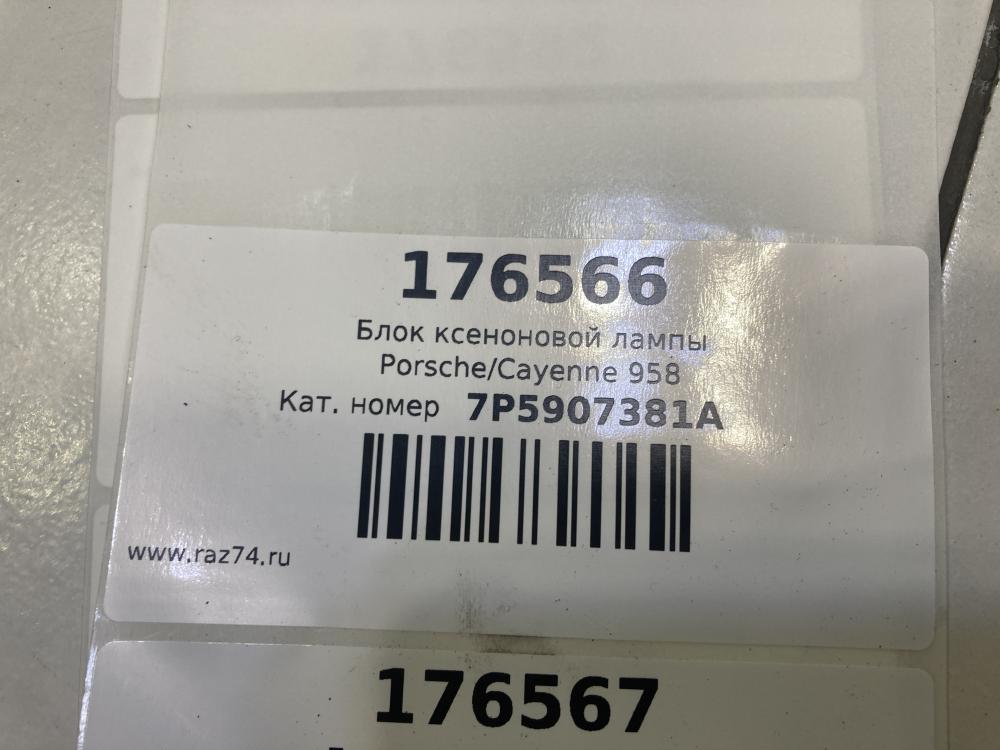 176566
Блок ксеноновой лампы
Porsche/Cayenne 958
Кат. номер 7P5907381A
www.raz74.ru
176567